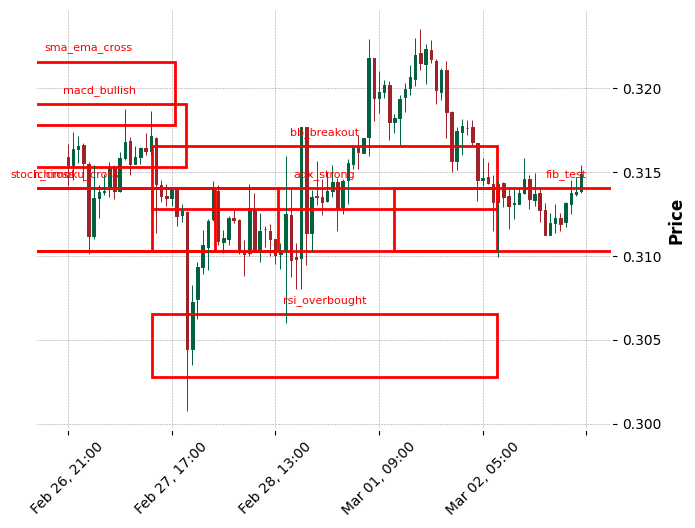 sma_ema_cross
macd_bullish
bb_breakout
adx_strong
fib_test
rsi_overbought
0.320
0.315
0.310
0.305
0.300
Price
Feb 26, 21:00
Feb 27, 17:00
Feb 28, 13:00
Mar 01, 09:00
Mar 02, 05:00